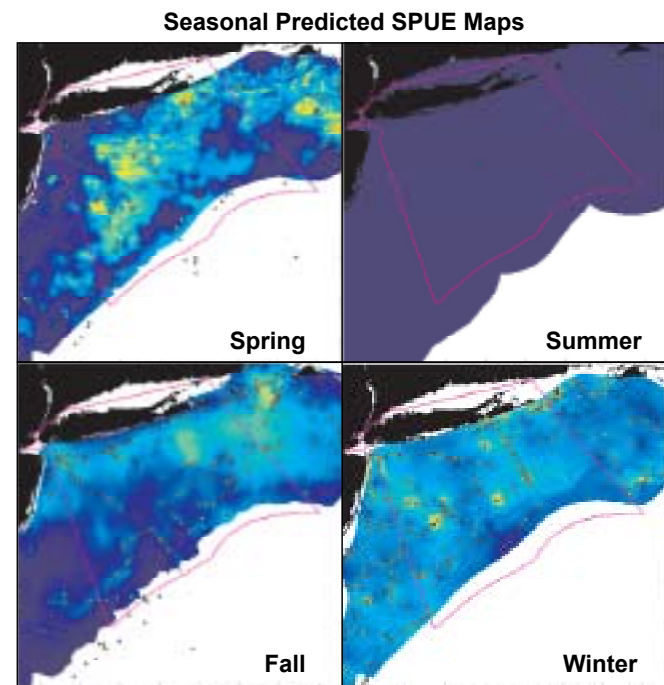 Seasonal Predicted SPUE Maps
Spring
Summer
Fall
Winter